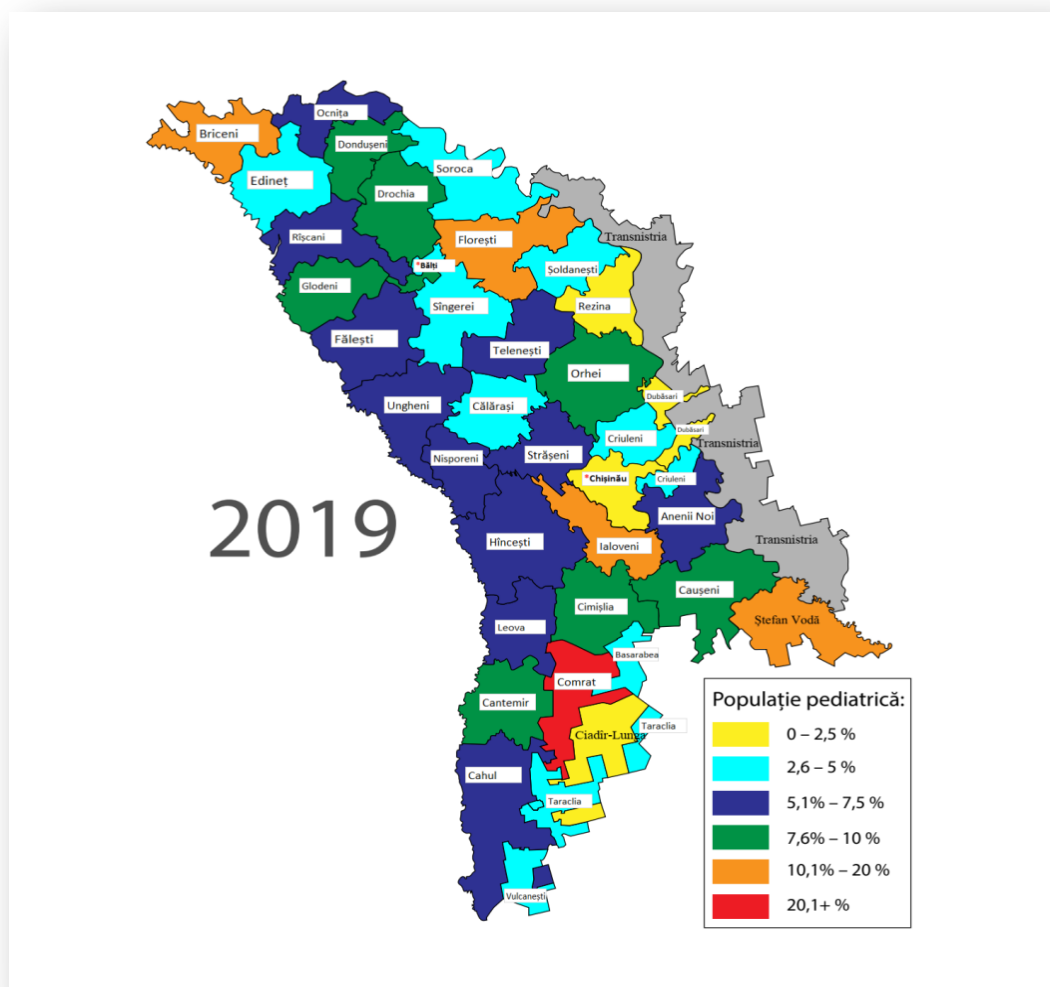 Ocnița
Briceni
Dondușeni
Soroca
Edineț
Drochia
Rîșcani
Florești
Transnistria
*Bălți
Șoldanești
Glodeni
Sîngerei
Rezina
Fălești
Telenești
Orhei
Ungheni
Călărași
Dubăsari
Dubăsari
Criuleni
Transnistria
Nisporeni
Strășeni
*Chișinău
Criuleni
2019
Anenii Noi
Hîncești
Ialoveni
Transnistria
Caușeni
Cimișlia
Ștefan Vodă
Leova
Basarabea
Comrat
Cantemir
Taraclia
Ciadîr-Lunga
Cahul
Taraclia
Vulcanești
Populație pediatrică:
0 – 2,5 %
2,6 – 5 %
5,1% – 7,5 %
7,6% – 10 %
10,1% – 20 %
20,1+ %